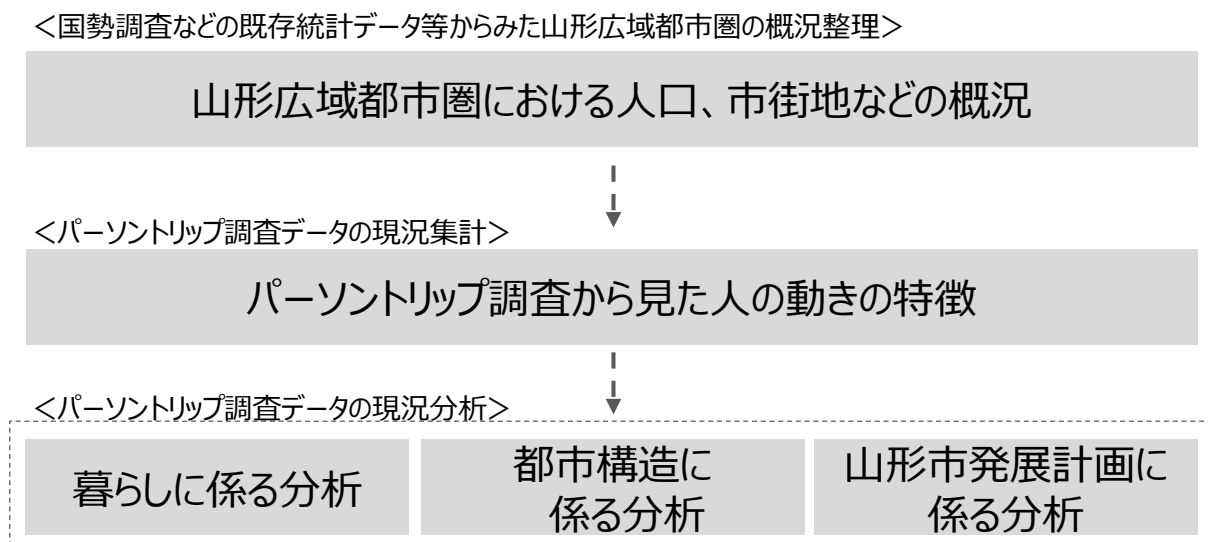 ＜国勢調査などの既存統計データ等からみた山形広域都市圏の概況整理＞
山形広域都市圏における人口、市街地などの概況
＜パーソントリップ調査データの現況集計＞
パーソントリップ調査から見た人の動きの特徴
＜パーソントリップ調査データの現況分析＞
暮らしに係る分析
都市構造に
係る分析
山形市発展計画に
係る分析